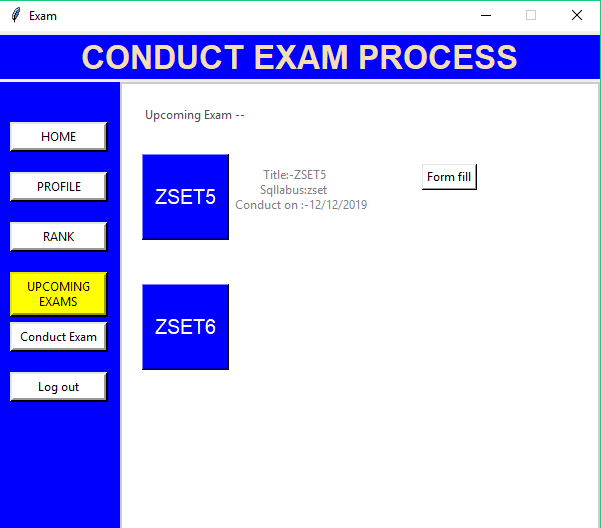 Exam
CONDUCT EXAM PROCESS
HOME
PROFILE
RANK
UPCOMING
EXAMS
Conduct Exam
Log out
Upcoming Exam --
ZSET5
Title:-ZSET5
Sqllabus:zset
Conduct on :-12/12/2019
Form fill
ZSET6